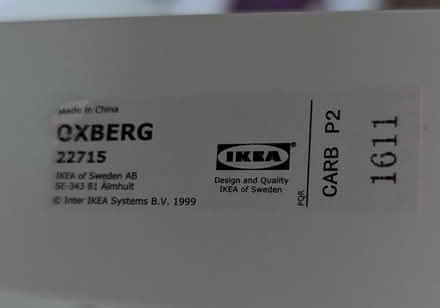 Made in China
OXBERG
22715
IKEA of Sweden AB
SE-343 81 Älmhult
© Inter IKEA Systems B.V. 1999
IKEA®
Design and Quality
IKEA of Sweden
PQR
CARB P2
1611